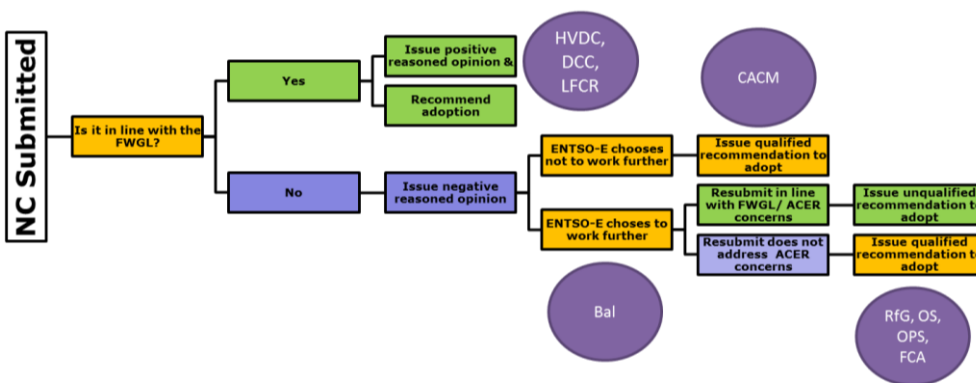 NC Submitted
Is it in line with the
FWGL?
Yes
Issue positive
reasoned opinion &
Recommend
adoption
HVDC,
DCC,
LFCR
CACM
No
Issue negative
reasoned opinion
ENTSO-E chooses
not to work further
Issue qualified
recommendation to
adopt
ENTSO-E choses to
work further
Resubmit in line
with FWGL/ ACER
concerns
Issue unqualified
recommendation to
adopt
Resubmit does not
address ACER
concerns
Issue qualified
recommendation to
adopt
Bal
RfG, OS,
OPS,
FCA